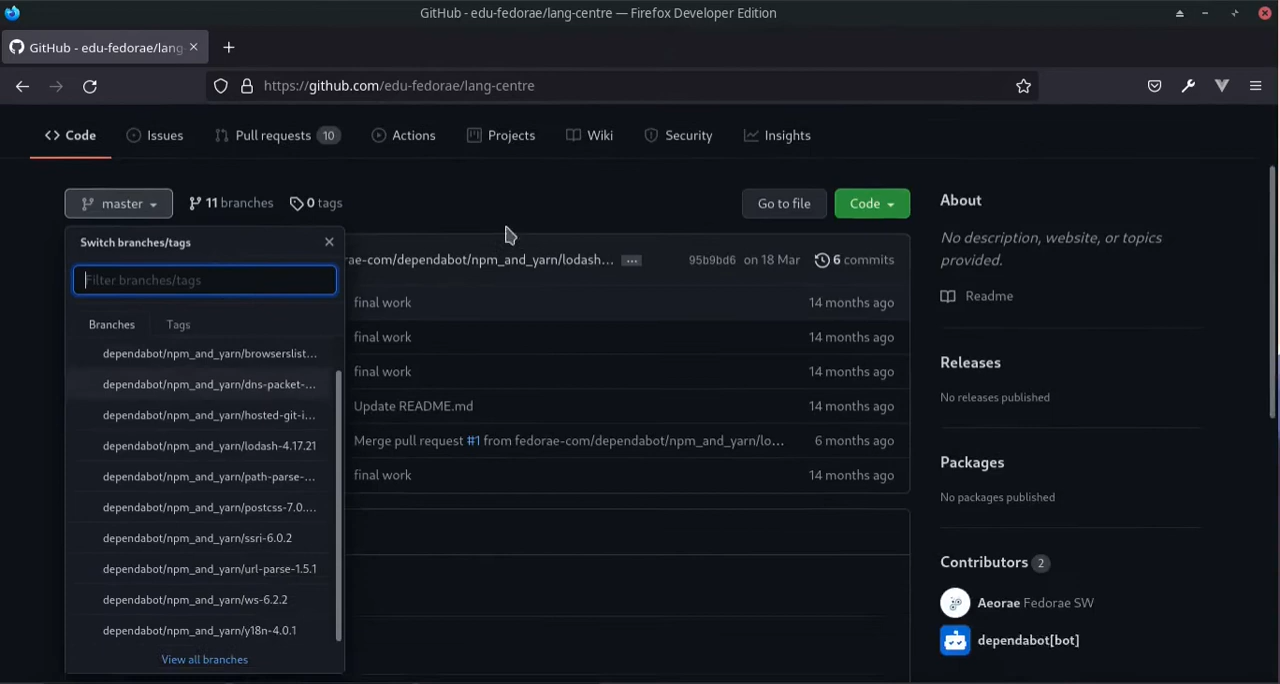 GitHub - edu-fedorae/lang-centre — Firefox Developer Edition
GitHub - edu-fedorae/lang
https://github.com/edu-fedorae/lang-centre
Code Issues Pull requests 10 Actions Projects Wiki Security Insights
master 11 branches 0 tags Go to file Code
Switch branches/tags
Filter branches/tags
Branches Tags
dependabot/npm_and_yarn/browserslist...
dependabot/npm_and_yarn/dns-packet-...
dependabot/npm_and_yarn/hosted-git-i...
dependabot/npm_and_yarn/lodash-4.17.21
dependabot/npm_and_yarn/path-parse-...
dependabot/npm_and_yarn/postcss-7.0....
dependabot/npm_and_yarn/ssri-6.0.2
dependabot/npm_and_yarn/url-parse-1.5.1
dependabot/npm_and_yarn/ws-6.2.2
dependabot/npm_and_yarn/y18n-4.0.1
View all branches
rae-com/dependabot/npm_and_yarn/lodash... ... 95b9bd6 on 18 Mar 6 commits
final work 14 months ago
final work 14 months ago
final work 14 months ago
Update README.md 14 months ago
Merge pull request #1 from fedorae-com/dependabot/npm_and_yarn/lo... 6 months ago
final work 14 months ago
About
No description, website, or topics
provided.
Readme
Releases
No releases published
Packages
No packages published
Contributors 2
Aeorae Fedorae SW
dependabot[bot]